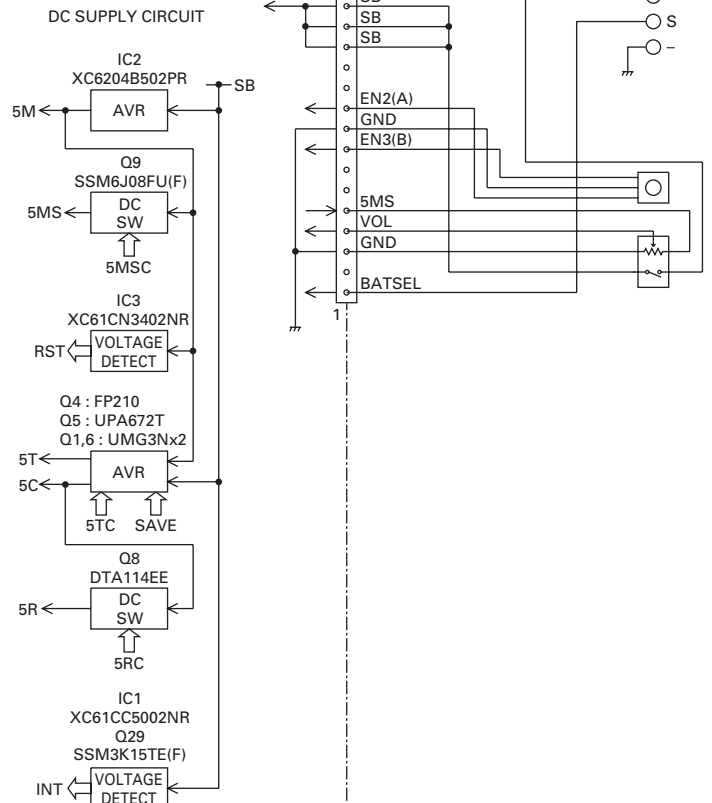 DC SUPPLY CIRCUIT
IC2
XC6204B502PR
SB
5M
AVR
Q9
SSM6J08FU(F)
5MS
DC
SW
5MSC
IC3
XC61CN3402NR
RST
VOLTAGE
DETECT
Q4 : FP210
Q5 : UPA672T
Q1,6 : UMG3Nx2
5T
5C
AVR
5TC SAVE
Q8
DTA114EE
5R
DC
SW
5RC
IC1
XC61CC5002NR
Q29
SSM3K15TE(F)
INT
VOLTAGE
DETECT
SB
SB
SB
EN2(A)
GND
EN3(B)
5MS
VOL
GND
BATSEL
1
S
–